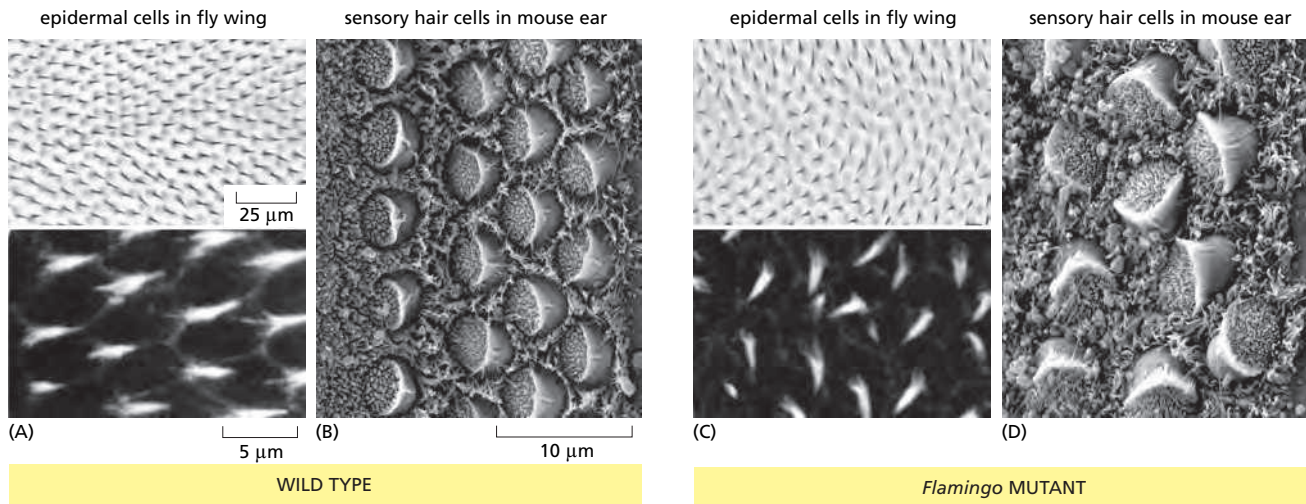 epidermal cells in fly wing
sensory hair cells in mouse ear
epidermal cells in fly wing
sensory hair cells in mouse ear
25 μm
(A)
(B)
(C)
(D)
5 μm
10 μm
WILD TYPE
Flamingo MUTANT